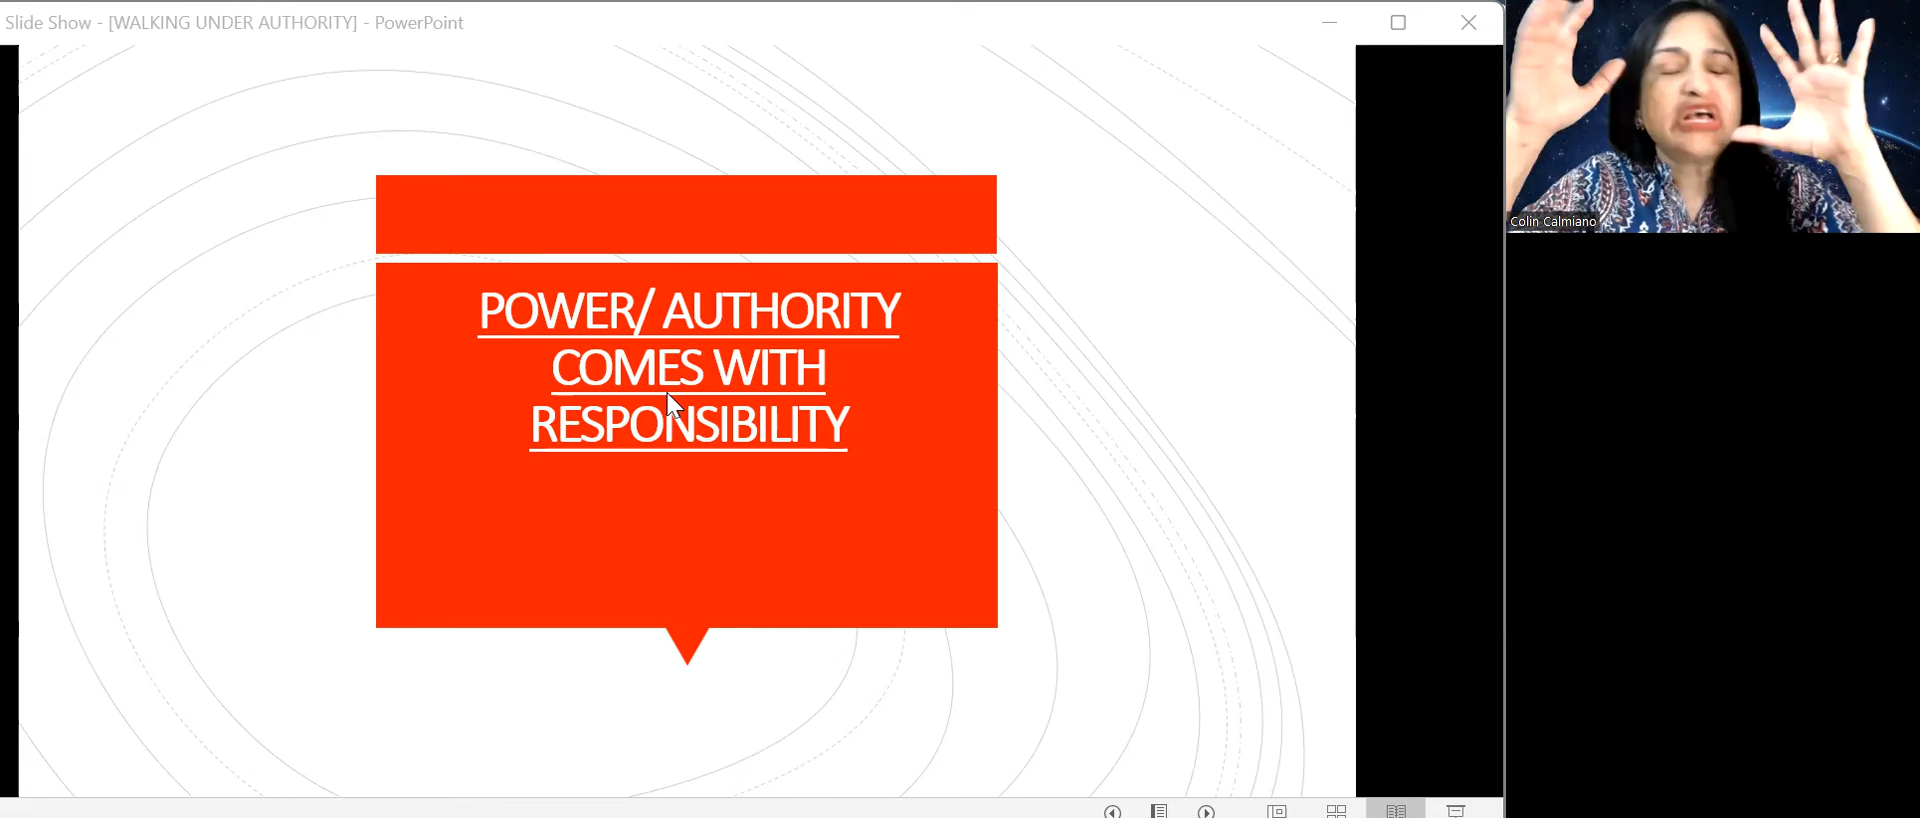 Slide Show - [WALKING UNDER AUTHORITY] - PowerPoint
POWER/ AUTHORITY
COMES WITH
RESPONSIBILITY
Colin Calmiano